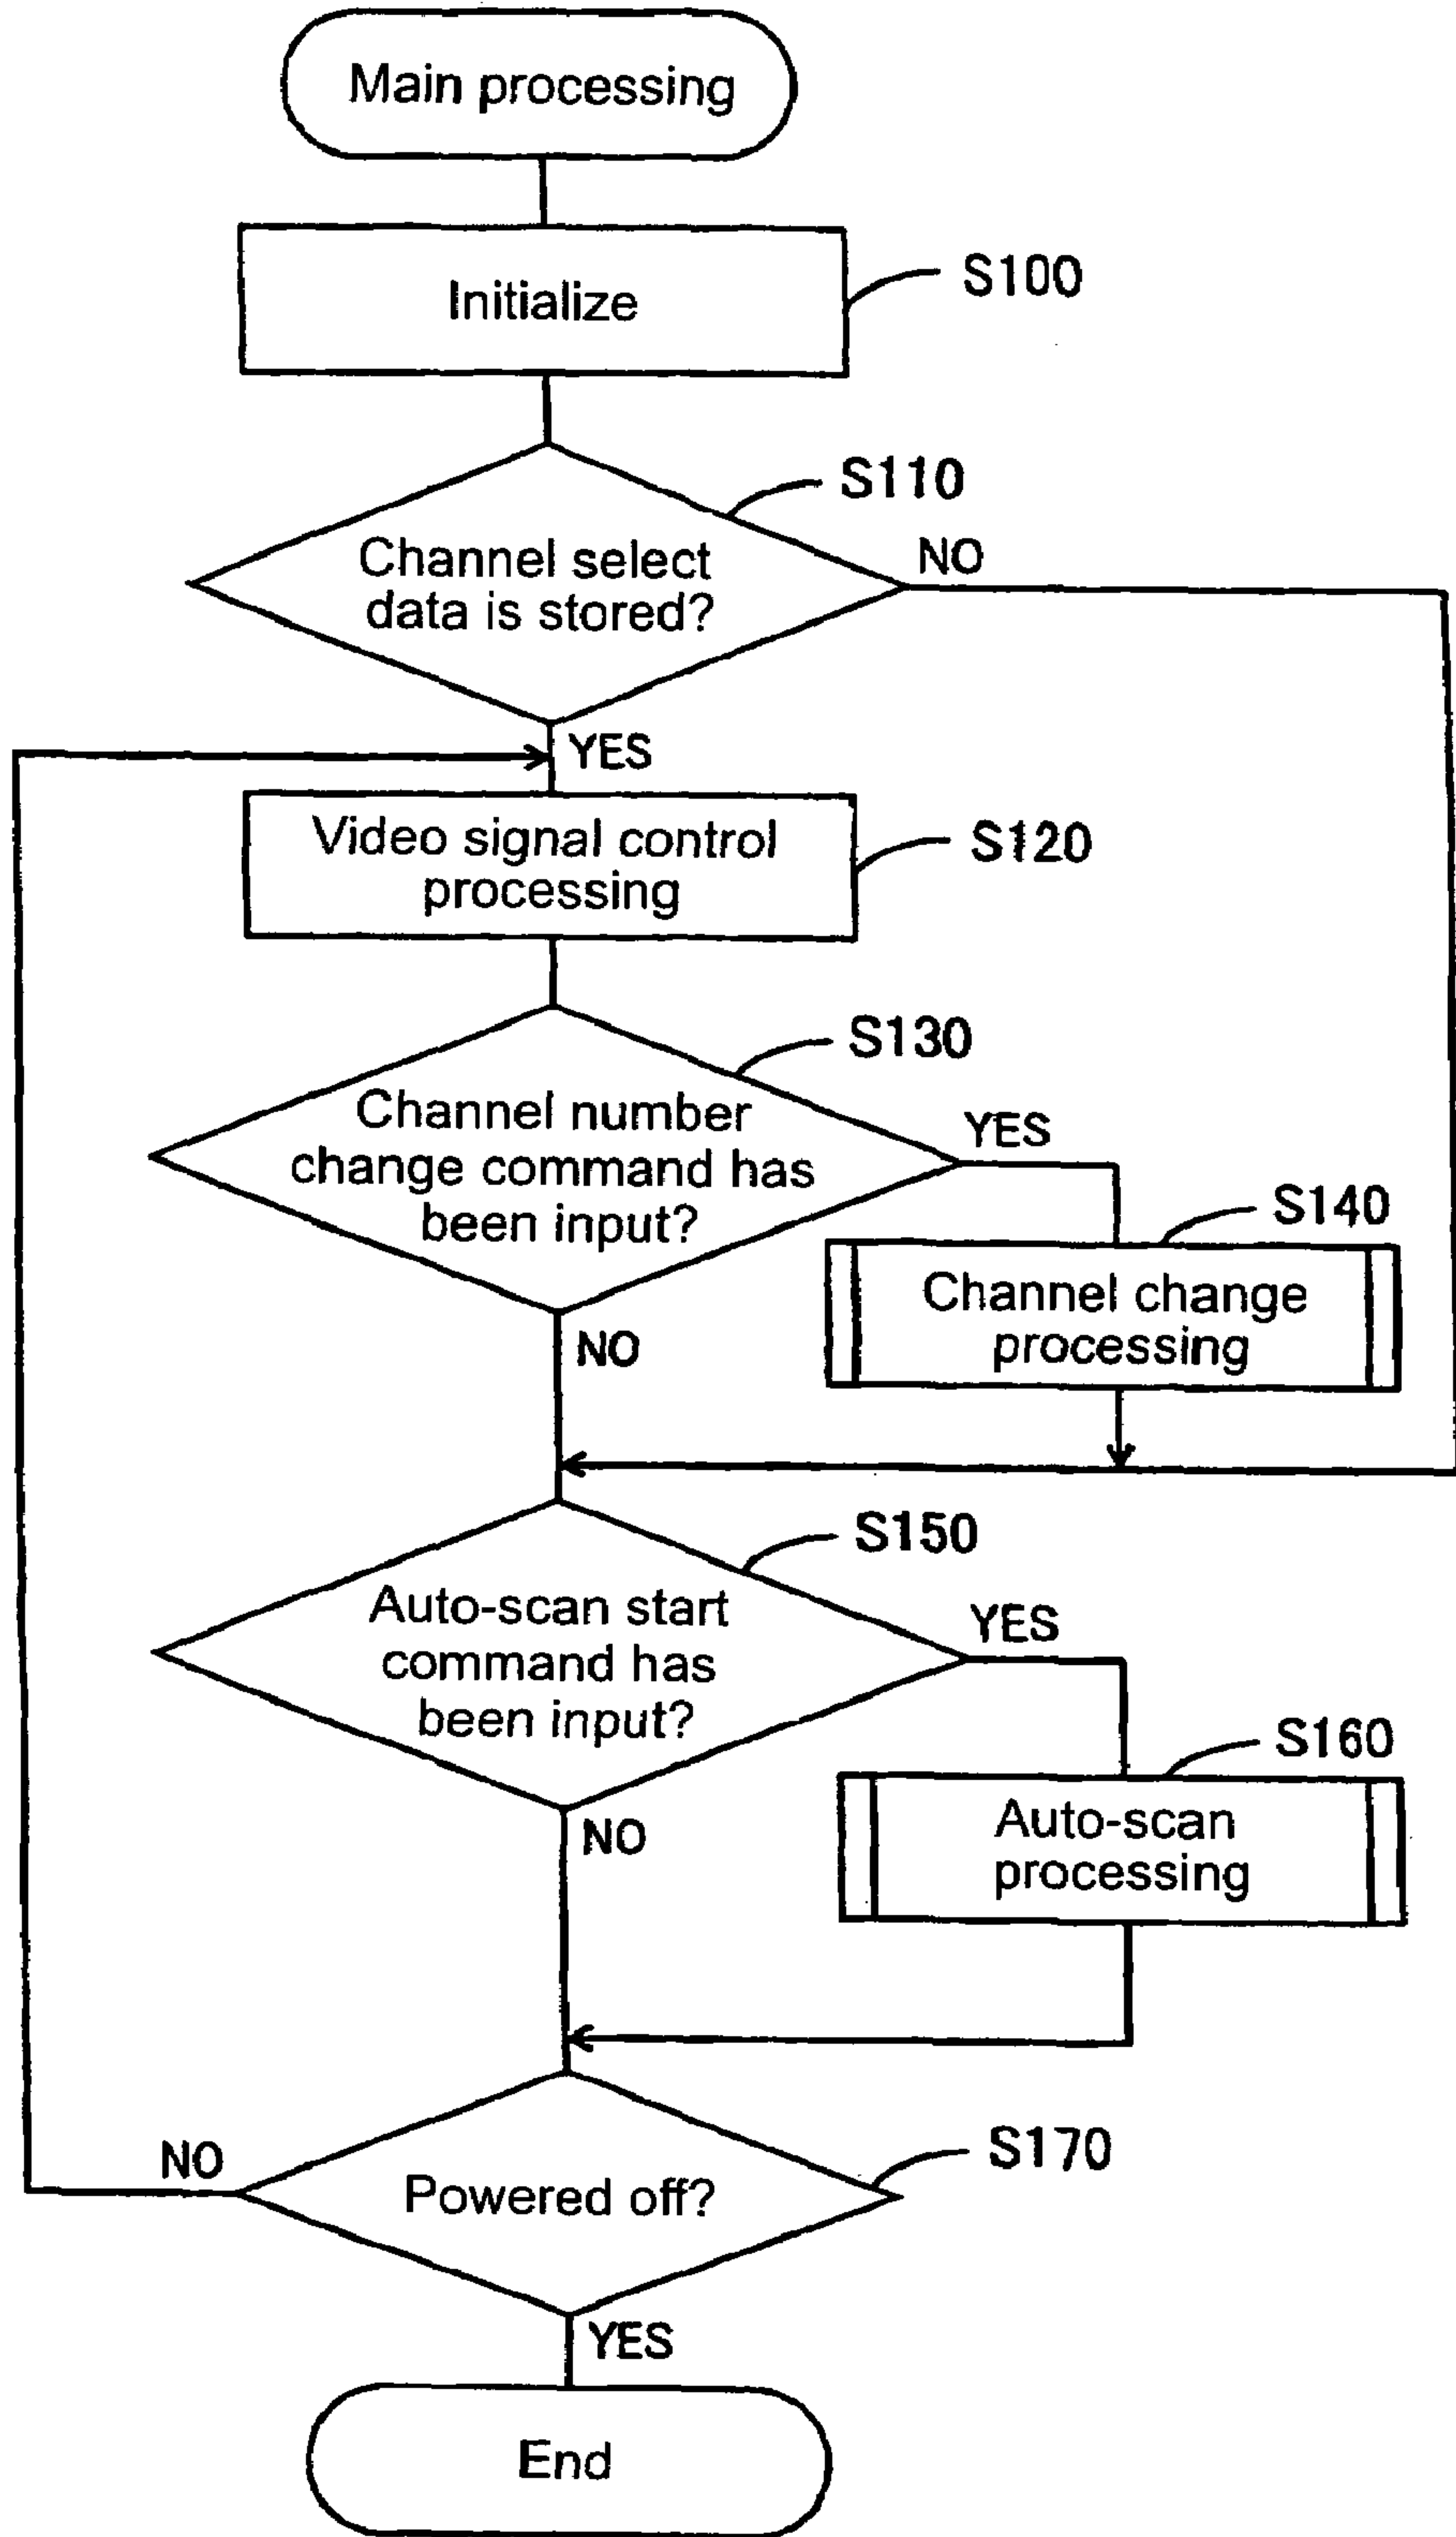 Main processing
Initialize
S100
S110
Channel select
data is stored?
NO
YES
Video signal control
processing
S120
S130
Channel number
change command has
been input?
YES
S140
Channel change
processing
NO
S150
Auto-scan start
command has
been input?
YES
S160
Auto-scan
processing
NO
S170
Powered off?
NO
YES
End